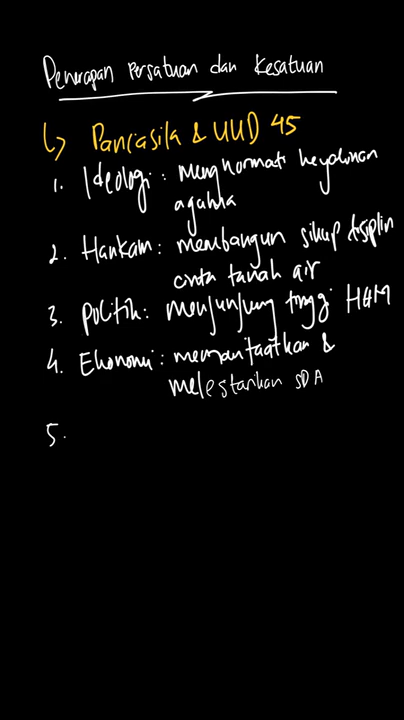 Penerapan Persatuan dan Kesatuan
↳ Pancasila & UUD 45
1. Ideologi : menghormati keyakinan
agama
2. Hankam : membangun sikap disiplin
cinta tanah air
3. Politik : menjunjung tinggi HAM
4. Ekonomi : memanfaatkan &
melestarikan SDA
5.